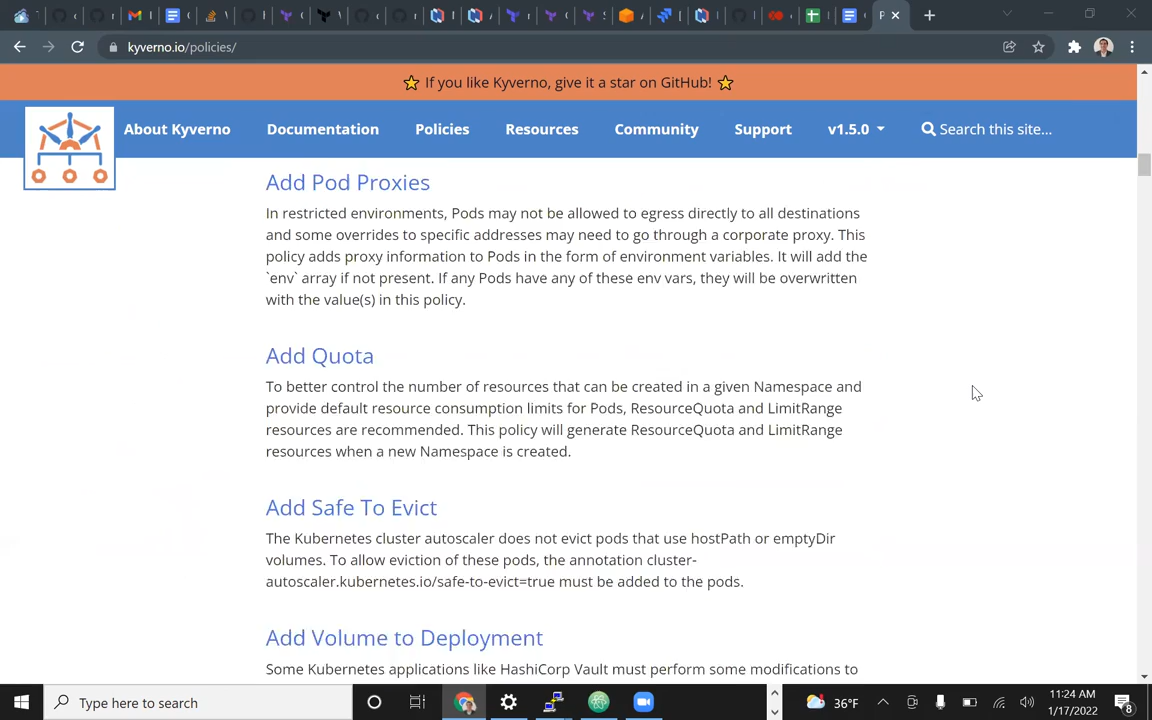 kyverno.io/policies/
If you like Kyverno, give it a star on GitHub!
About Kyverno
Documentation
Policies
Resources
Community
Support
v1.5.0
Search this site...
Add Pod Proxies
In restricted environments, Pods may not be allowed to egress directly to all destinations
and some overrides to specific addresses may need to go through a corporate proxy. This
policy adds proxy information to Pods in the form of environment variables. It will add the
`env` array if not present. If any Pods have any of these env vars, they will be overwritten
with the value(s) in this policy.
Add Quota
To better control the number of resources that can be created in a given Namespace and
provide default resource consumption limits for Pods, ResourceQuota and LimitRange
resources are recommended. This policy will generate ResourceQuota and LimitRange
resources when a new Namespace is created.
Add Safe To Evict
The Kubernetes cluster autoscaler does not evict pods that use hostPath or emptyDir
volumes. To allow eviction of these pods, the annotation cluster-
autoscaler.kubernetes.io/safe-to-evict=true must be added to the pods.
Add Volume to Deployment
Some Kubernetes applications like HashiCorp Vault must perform some modifications to
Type here to search
36°F
11:24 AM
1/17/2022
8